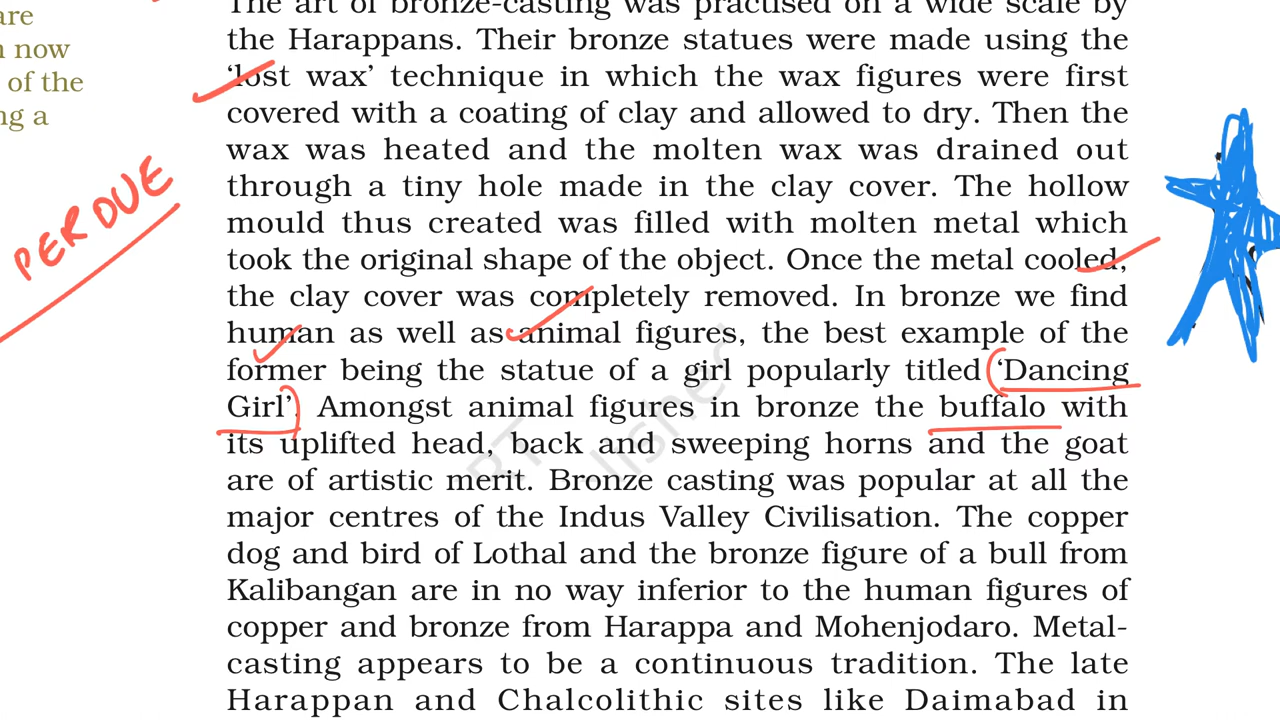 are
now
of the
ng a
PERDUE
The art of bronze-casting was practised on a wide scale by
the Harappans. Their bronze statues were made using the
‘lost wax’ technique in which the wax figures were first
covered with a coating of clay and allowed to dry. Then the
wax was heated and the molten wax was drained out
through a tiny hole made in the clay cover. The hollow
mould thus created was filled with molten metal which
took the original shape of the object. Once the metal cooled,
the clay cover was completely removed. In bronze we find
human as well as animal figures, the best example of the
former being the statue of a girl popularly titled ‘Dancing
Girl’. Amongst animal figures in bronze the buffalo with
its uplifted head, back and sweeping horns and the goat
are of artistic merit. Bronze casting was popular at all the
major centres of the Indus Valley Civilisation. The copper
dog and bird of Lothal and the bronze figure of a bull from
Kalibangan are in no way inferior to the human figures of
copper and bronze from Harappa and Mohenjodaro. Metal-
casting appears to be a continuous tradition. The late
Harappan and Chalcolithic sites like Daimabad in